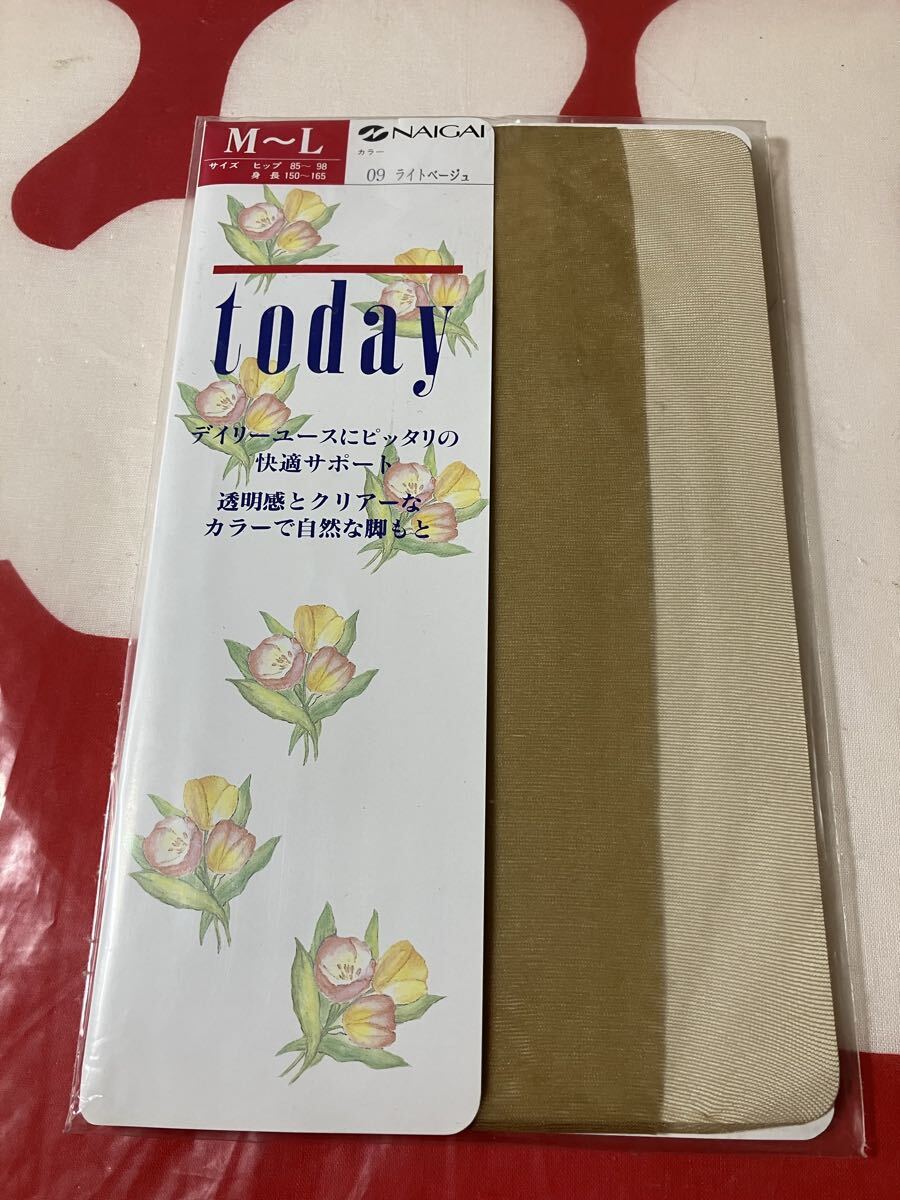 M～L
サイズ ヒップ 85～98
身長 150～165
NAIGAI
カラー
09 ライトベージュ
today
デイリーユースにピッタリの
快適サポート
透明感とクリアーな
カラーで自然な脚もと